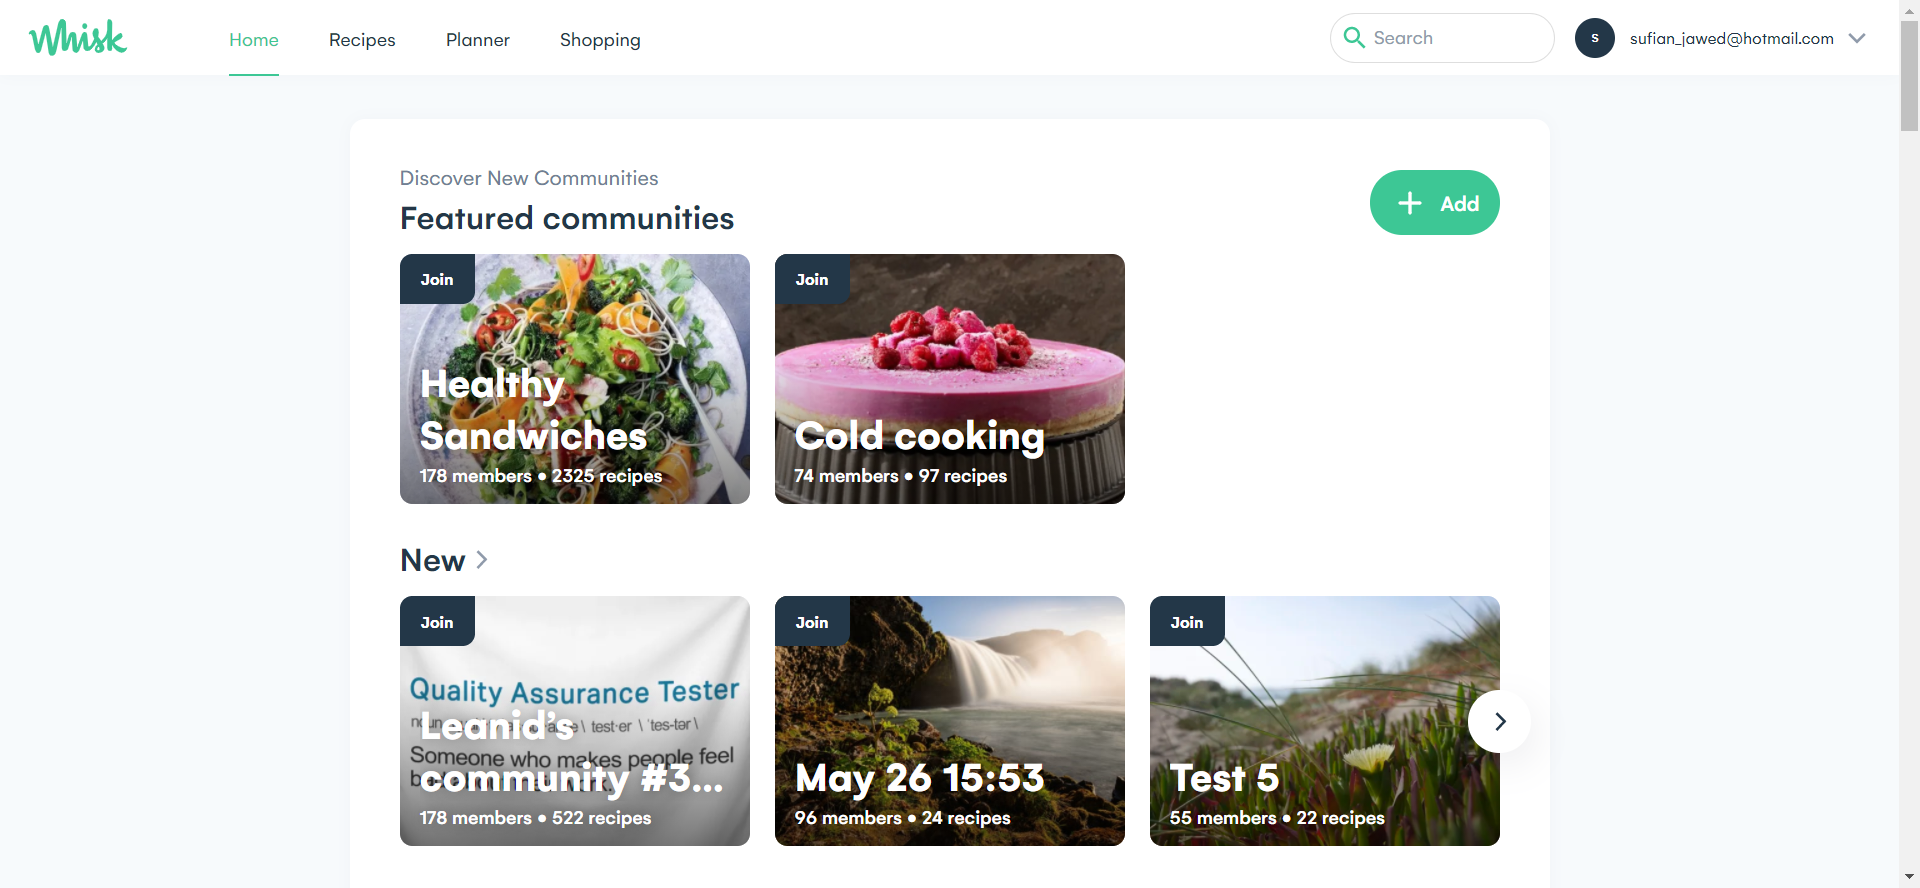 Whisk
Home
Recipes
Planner
Shopping
Search
s
sufian_jawed@hotmail.com
Discover New Communities
Featured communities
Add
Join
Healthy
Sandwiches
178 members • 2325 recipes
Join
Cold cooking
74 members • 97 recipes
New
Join
Quality Assurance Tester
noun \ test·er \ 'tes-tər \
Someone who makes people feel
Leanid's
community #3...
178 members • 522 recipes
Join
May 26 15:53
96 members • 24 recipes
Join
Test 5
55 members • 22 recipes